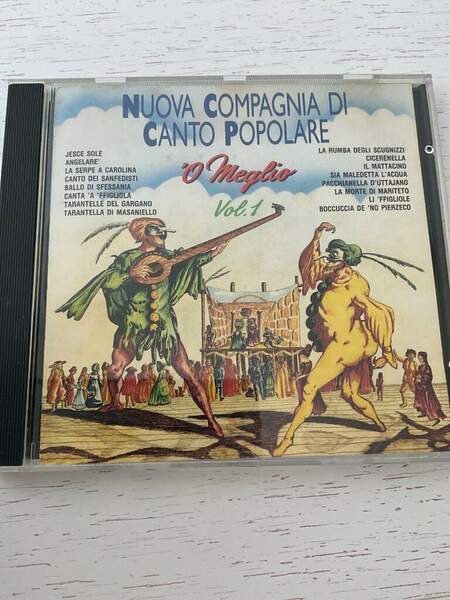 NUOVA COMPAGNIA DI
CANTO POPOLARE
'O Meglio
Vol. 1
JESCE SOLE
ANGELARE'
LA SERPE A CAROLINA
CANTO DEI SANFEDISTI
BALLO DI SFESSANIA
CANTA 'A 'FFIGLIOLA
TARANTELLE DEL GARGANO
TARANTELLA DI MASANIELLO
LA RUMBA DEGLI SCUGNIZZI
CICERENELLA
IL MATTACINO
SIA MALEDETTA L'ACQUA
PACCHIANELLA D'UTTAJANO
LA MORTE DI MARITETO
LI 'FFIGLIOLE
BOCCUCCIA DE 'NO PIERZECO